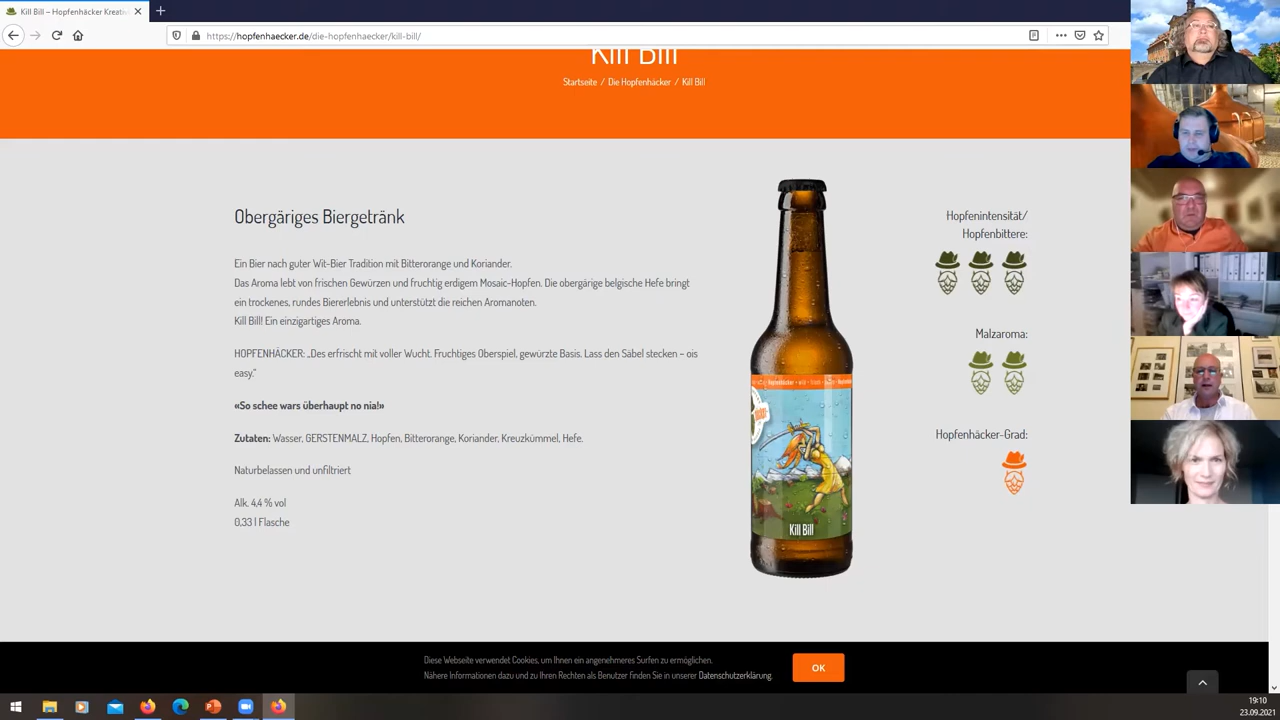 Kill Bill – Hopfenhäcker Kreativ
https://hopfenhaecker.de/die-hopfenhaecker/kill-bill/
Kill Bill
Startseite / Die Hopfenhäcker / Kill Bill
Obergäriges Biergetränk
Ein Bier nach guter Wit-Bier Tradition mit Bitterorange und Koriander.
Das Aroma lebt von frischen Gewürzen und fruchtig erdigem Mosaic-Hopfen. Die obergärige belgische Hefe bringt
ein trockenes, rundes Biererlebnis und unterstützt die reichen Aromanoten.
Kill Bill! Ein einzigartiges Aroma.
HOPFENHÄCKER: „Des erfrischt mit voller Wucht. Fruchtiges Oberspiel, gewürzte Basis. Lass den Säbel stecken – ois
easy."
«So schee wars überhaupt no nia!»
Zutaten: Wasser, GERSTENMALZ, Hopfen, Bitterorange, Koriander, Kreuzkümmel, Hefe.
Naturbelassen und unfiltriert
Alk. 4,4 % vol
0,33 l Flasche
Kill Bill
Hopfenintensität/
Hopfenbittere:
Malzaroma:
Hopfenhäcker-Grad:
Diese Webseite verwendet Cookies, um Ihnen ein angenehmeres Surfen zu ermöglichen.
Nähere Informationen dazu und zu Ihren Rechten als Benutzer finden Sie in unserer Datenschutzerklärung.
OK
19:10
23.09.2021